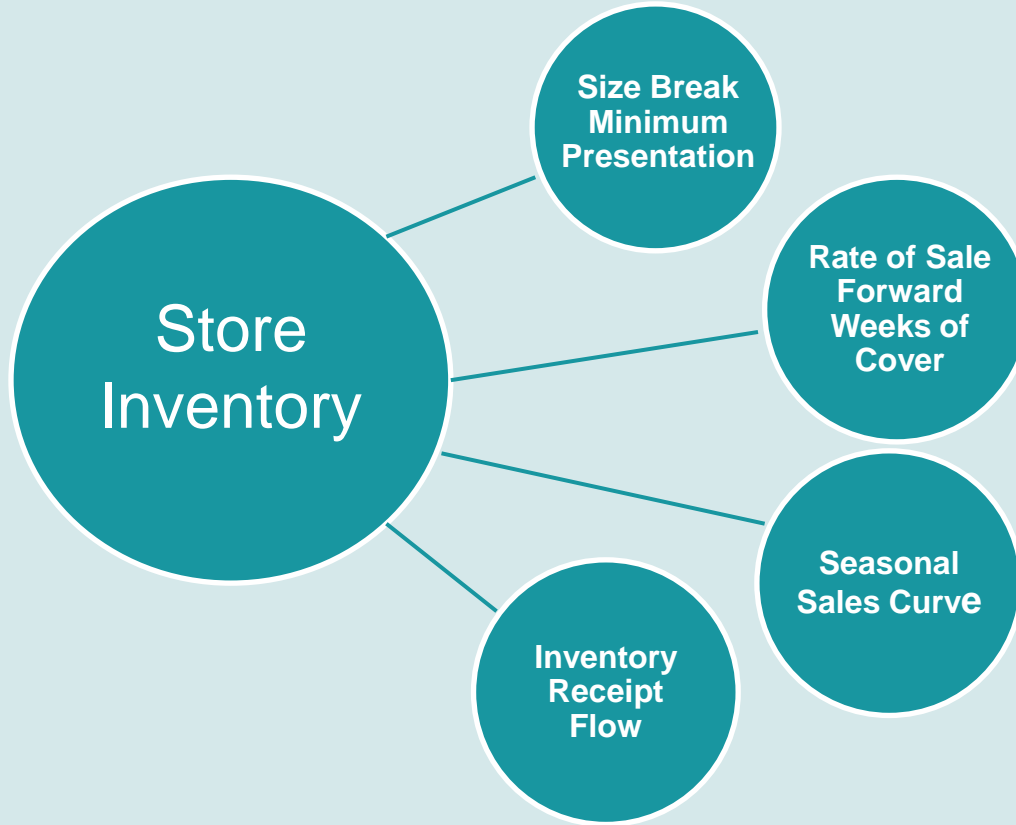 Store
Inventory
Size Break
Minimum
Presentation
Rate of Sale
Forward
Weeks of
Cover
Seasonal
Sales Curve
Inventory
Receipt
Flow